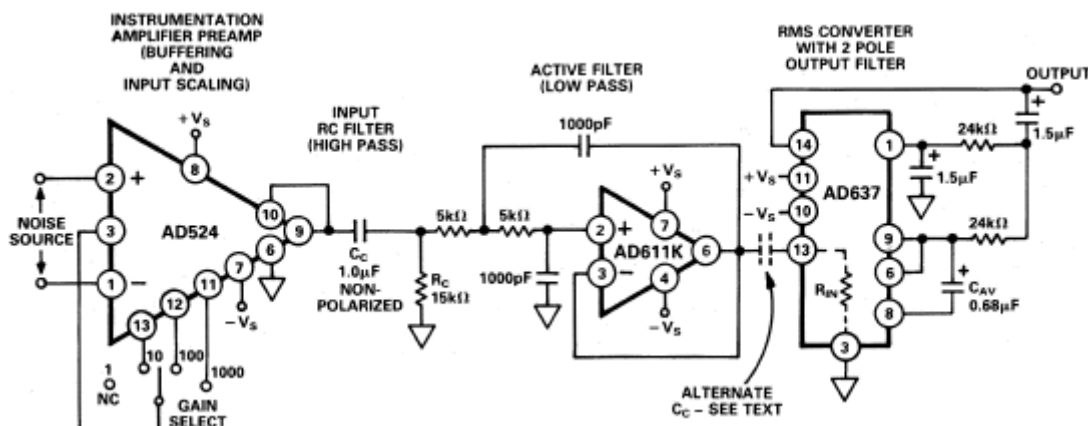 INSTRUMENTATION
AMPLIFIER PREAMP
(BUFFERING
AND
INPUT SCALING)
+VS
8
2
+
10
NOISE
SOURCE
3
AD524
9
6
1
−
7
11
12
13
−VS
10
100
1000
1
NC
GAIN
SELECT
INPUT
RC FILTER
(HIGH PASS)
CC
1.0µF
NON-
POLARIZED
RC
15kΩ
ACTIVE FILTER
(LOW PASS)
1000pF
5kΩ
5kΩ
1000pF
+VS
7
2
+
AD611K
6
3
−
4
−VS
ALTERNATE
CC – SEE TEXT
RMS CONVERTER
WITH 2 POLE
OUTPUT FILTER
OUTPUT
14
1
24kΩ
+
1.5µF
+VS
11
AD637
+
1.5µF
−VS
10
13
9
24kΩ
RIN
6
+
CAV
0.68µF
8
3